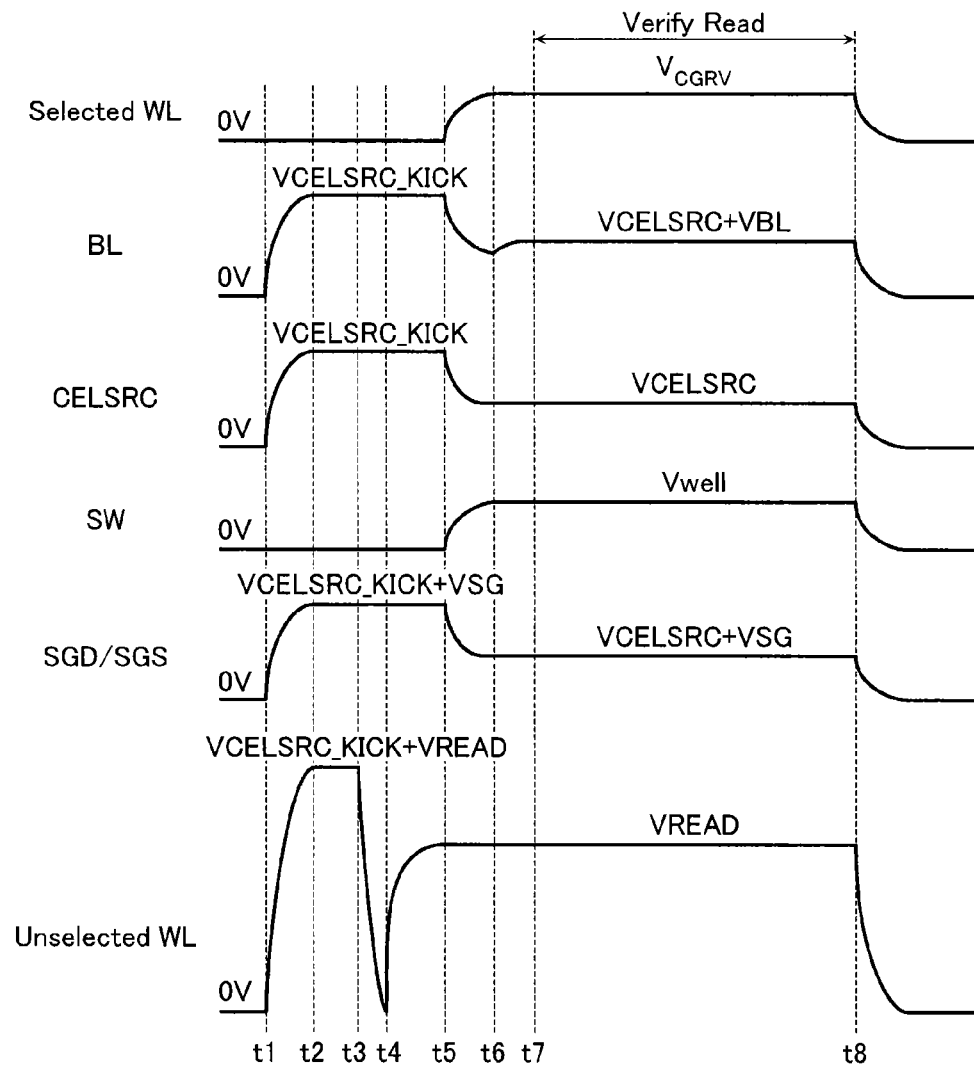 Verify Read
V_CGRV
Selected WL
0V
VCELSRC_KICK
VCELSRC+VBL
BL
0V
VCELSRC_KICK
VCELSRC
CELSRC
0V
Vwell
SW
0V
VCELSRC_KICK+VSG
VCELSRC+VSG
SGD/SGS
0V
VCELSRC_KICK+VREAD
VREAD
Unselected WL
0V
t1 t2 t3 t4 t5 t6 t7 t8